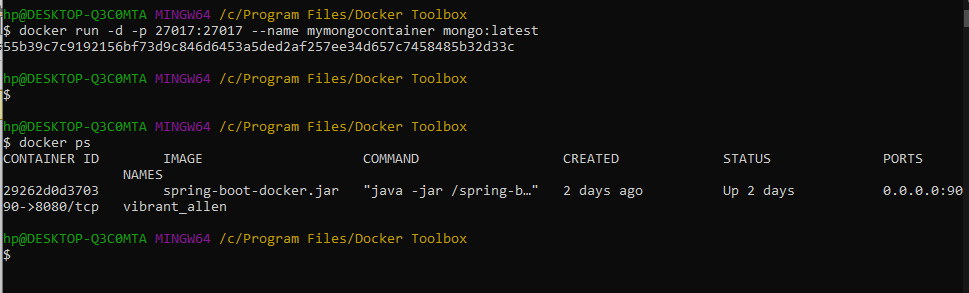 hp@DESKTOP-Q3C0MTA MINGW64 /c/Program Files/Docker Toolbox
$ docker run -d -p 27017:27017 --name mymongocontainer mongo:latest
55b39c7c9192156bf73d9c846d6453a5ded2af257ee34d657c7458485b32d33c
hp@DESKTOP-Q3C0MTA MINGW64 /c/Program Files/Docker Toolbox
$
hp@DESKTOP-Q3C0MTA MINGW64 /c/Program Files/Docker Toolbox
$ docker ps
CONTAINER ID        IMAGE                    COMMAND                  CREATED             STATUS              PORTS
               NAMES
29262d0d3703        spring-boot-docker.jar   "java -jar /spring-b…"   2 days ago          Up 2 days           0.0.0.0:90
90->8080/tcp   vibrant_allen
hp@DESKTOP-Q3C0MTA MINGW64 /c/Program Files/Docker Toolbox
$